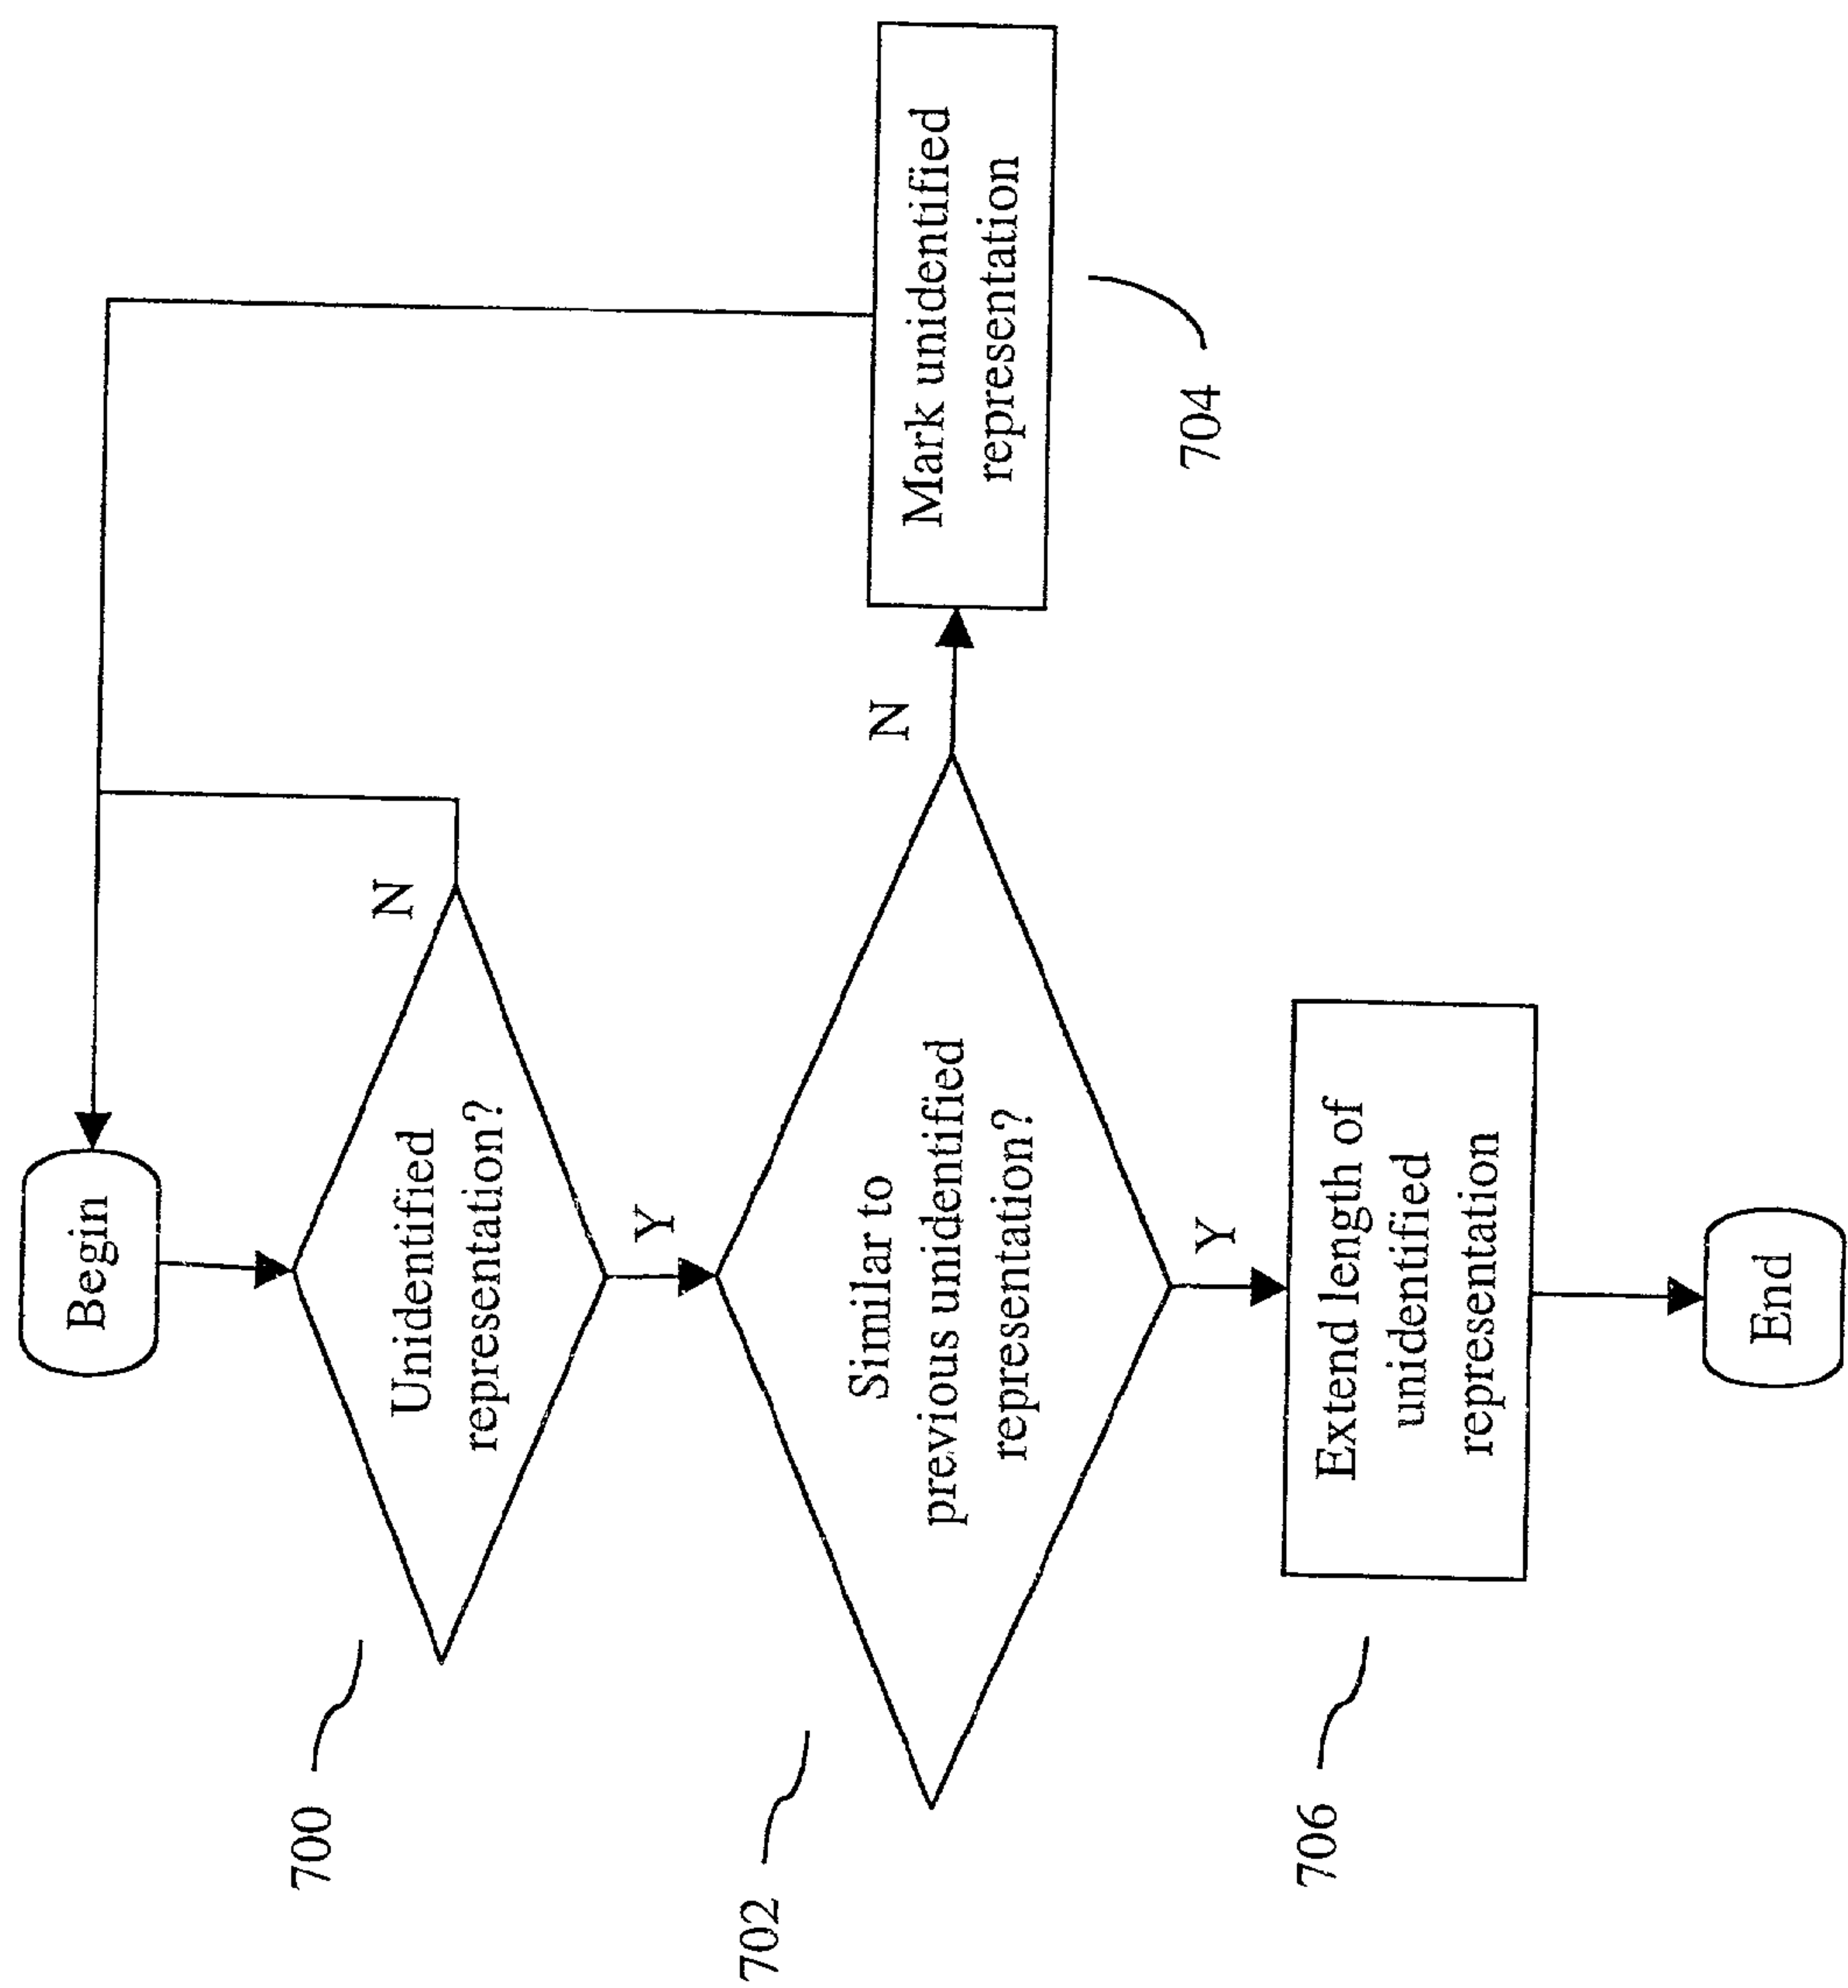 Begin
700
Unidentified
representation?
N
Y
702
Similar to
previous unidentified
representation?
N
Mark unidentified
representation
704
Y
706
Extend length of
unidentified
representation
End